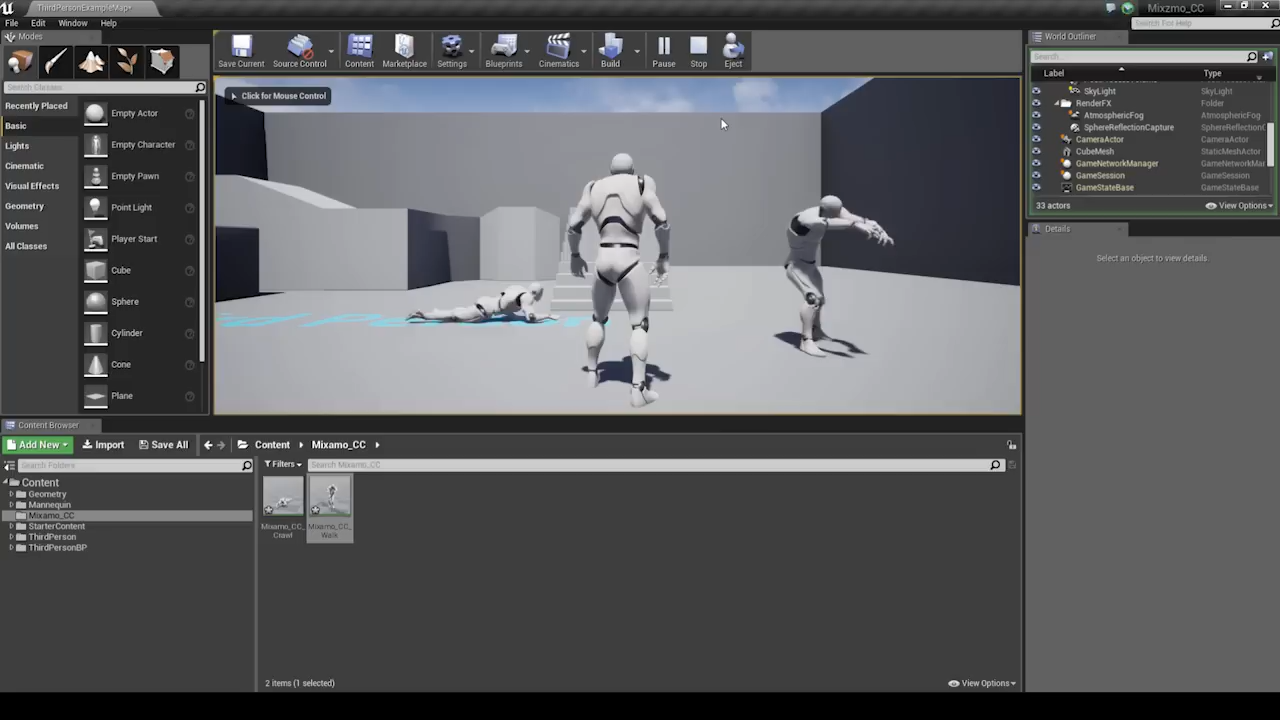 ThirdPersonExampleMap*
Mixzmo_CC
File Edit Window Help
Search For Help
Modes
World Outliner
Search Classes
Save Current
Source Control
Content
Marketplace
Settings
Blueprints
Cinematics
Build
Pause
Stop
Eject
Search...
Label Type
Recently Placed
Basic
Lights
Cinematic
Visual Effects
Geometry
Volumes
All Classes
Empty Actor
Empty Character
Empty Pawn
Point Light
Player Start
Cube
Sphere
Cylinder
Cone
Plane
Click for Mouse Control
SkyLight SkyLight
RenderFX Folder
AtmosphericFog AtmosphericFog
SphereReflectionCapture SphereReflectionC
CameraActor CameraActor
CubeMesh StaticMeshActor
GameNetworkManager GameNetworkMar
GameSession GameSession
GameStateBase GameStateBase
33 actors View Options
Details
Select an object to view details.
Content Browser
Add New Import Save All Content Mixamo_CC
Search Folders
Filters Search Mixamo_CC
Content
Geometry
Mannequin
Mixamo_CC
StarterContent
ThirdPerson
ThirdPersonBP
Mixamo_CC_
Crawl
Mixamo_CC_
Walk
2 items (1 selected) View Options